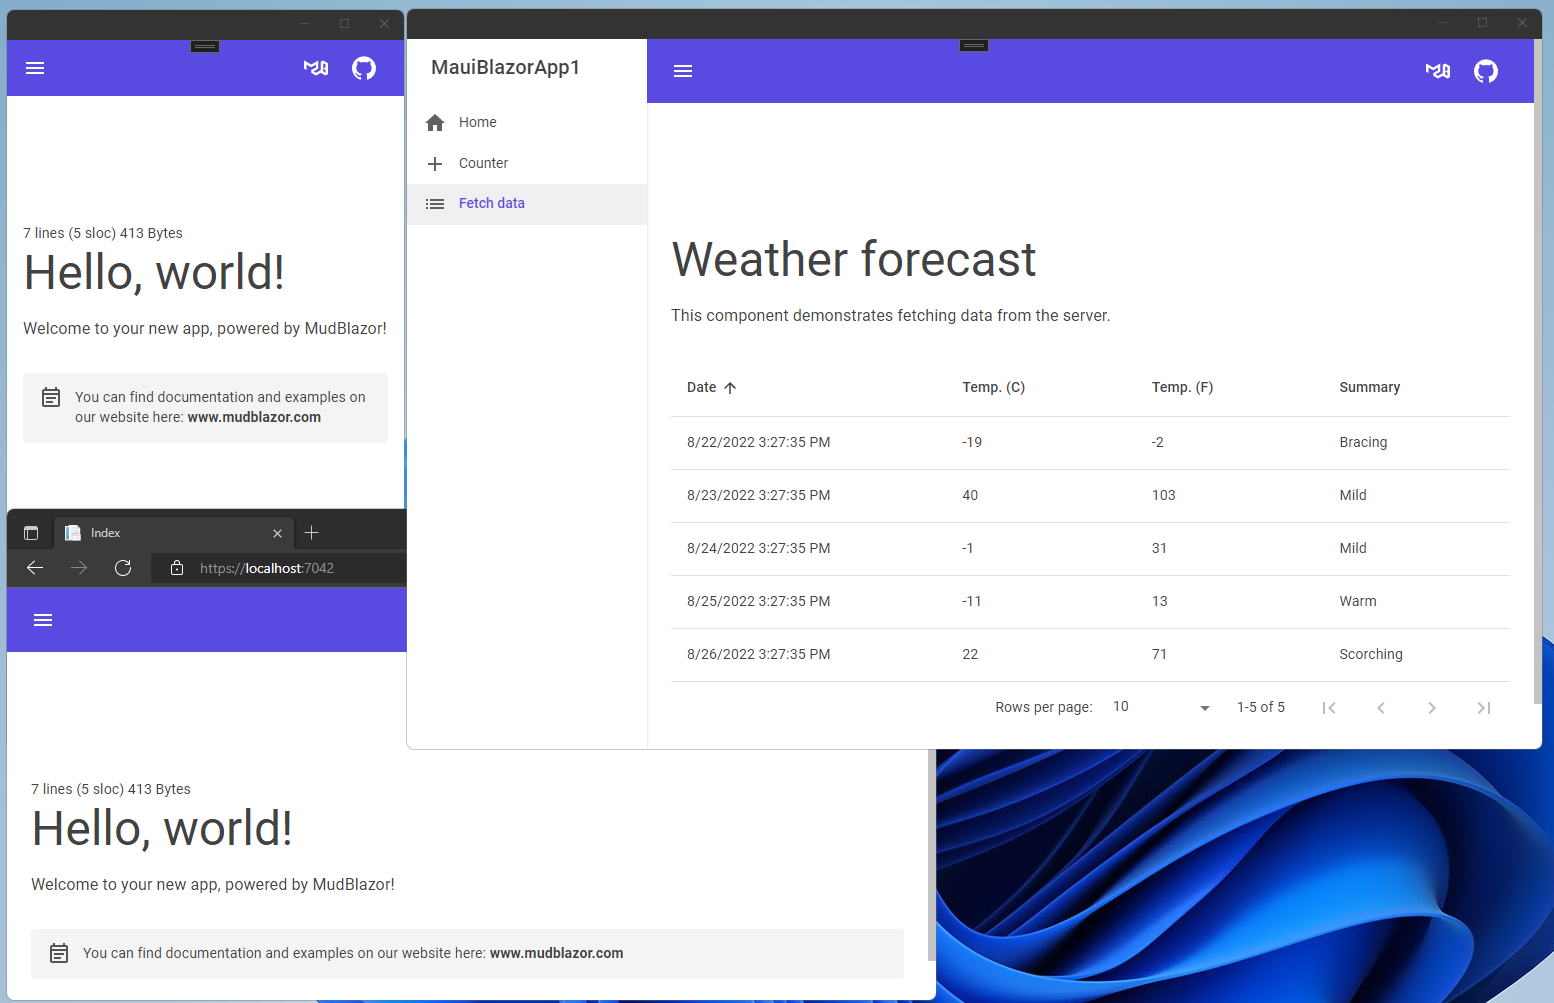 7 lines (5 sloc) 413 Bytes
Hello, world!
Welcome to your new app, powered by MudBlazor!
You can find documentation and examples on
our website here: www.mudblazor.com
MauiBlazorApp1
Home
Counter
Fetch data
Weather forecast
This component demonstrates fetching data from the server.
Date Temp. (C) Temp. (F) Summary
8/22/2022 3:27:35 PM -19 -2 Bracing
8/23/2022 3:27:35 PM 40 103 Mild
8/24/2022 3:27:35 PM -1 31 Mild
8/25/2022 3:27:35 PM -11 13 Warm
8/26/2022 3:27:35 PM 22 71 Scorching
Rows per page: 10 1-5 of 5
Index
https://localhost:7042
7 lines (5 sloc) 413 Bytes
Hello, world!
Welcome to your new app, powered by MudBlazor!
You can find documentation and examples on our website here: www.mudblazor.com